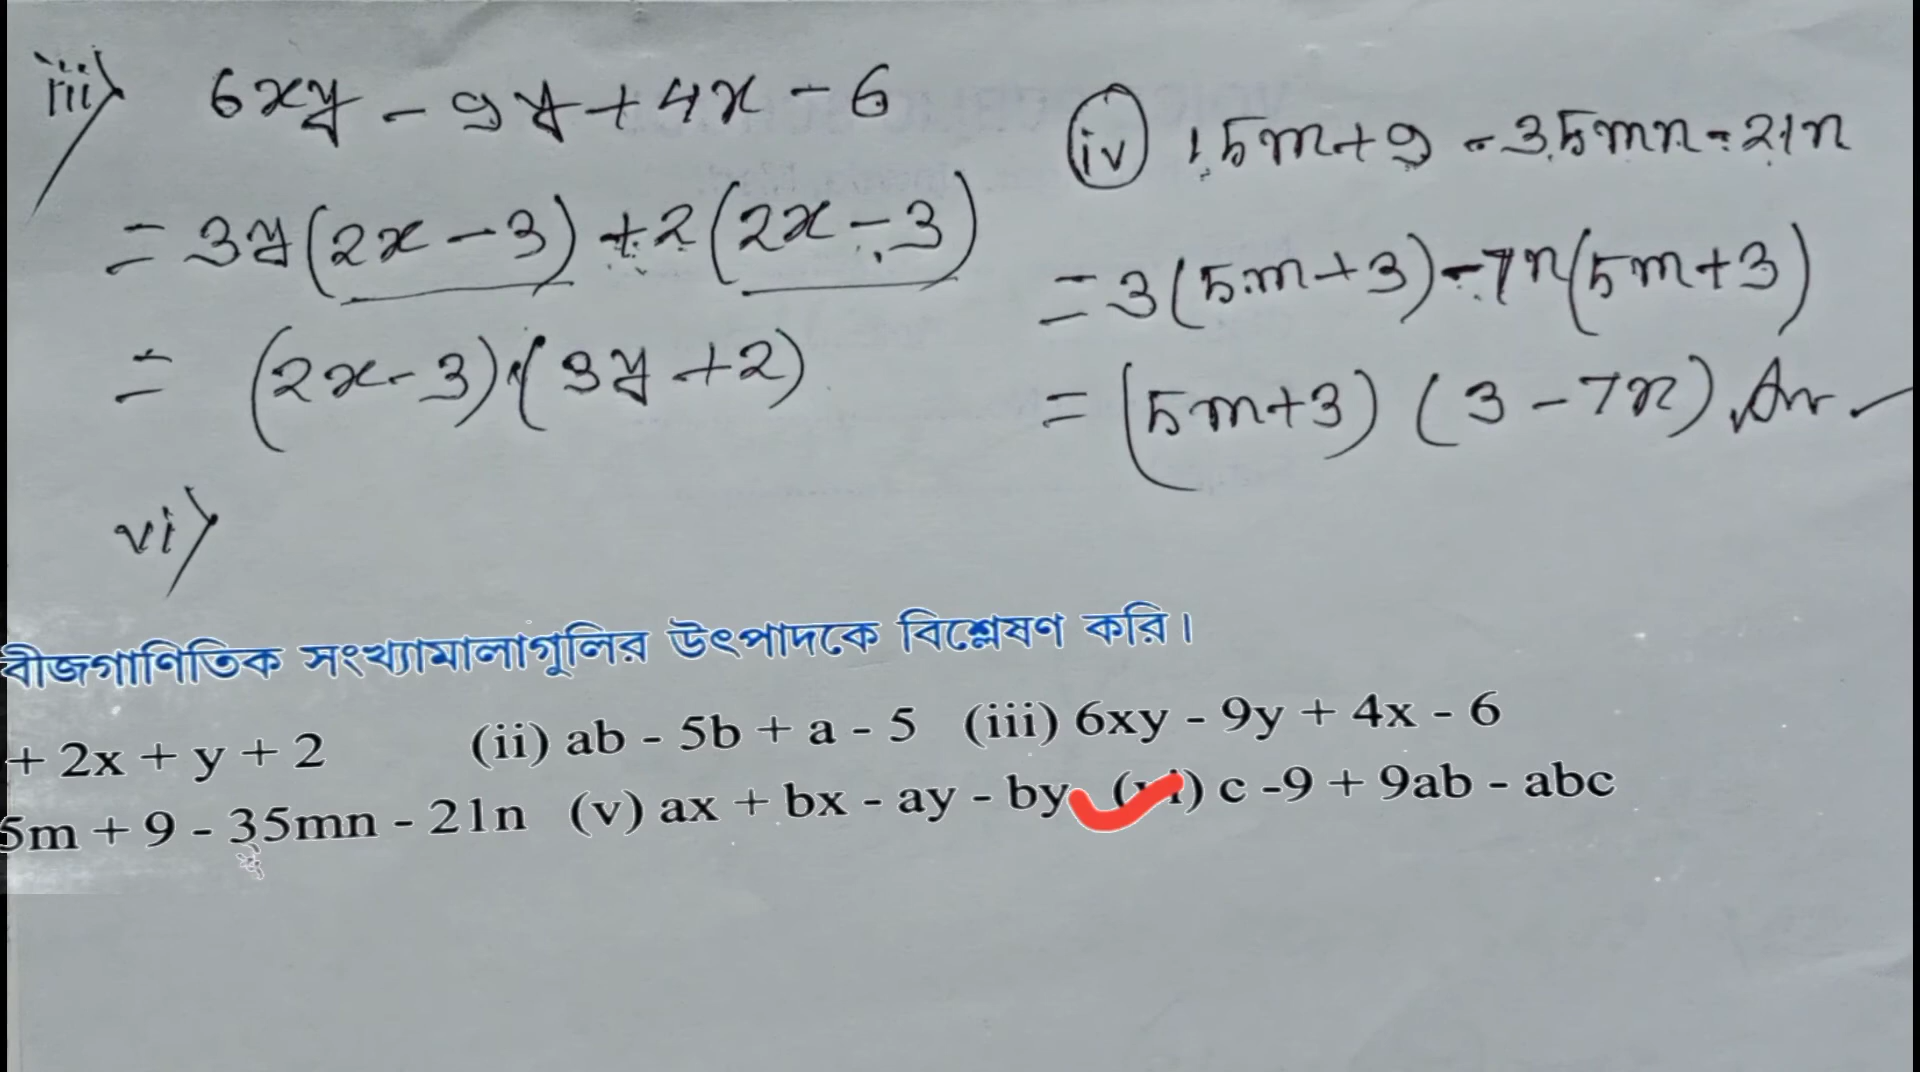 iii) 6xy - 9y + 4x - 6
= 3y(2x - 3) + 2(2x - 3)
= (2x - 3)(3y + 2)
(iv) 15m + 9 - 35mn - 21n
= 3(5m + 3) - 7n(5m + 3)
= (5m + 3) (3 - 7n) Ans
vi)
বীজগাণিতিক সংখ্যামালাগুলির উৎপাদকে বিশ্লেষণ করি।
+ 2x + y + 2 (ii) ab - 5b + a - 5 (iii) 6xy - 9y + 4x - 6
5m + 9 - 35mn - 21n (v) ax + bx - ay - by (vi) c -9 + 9ab - abc